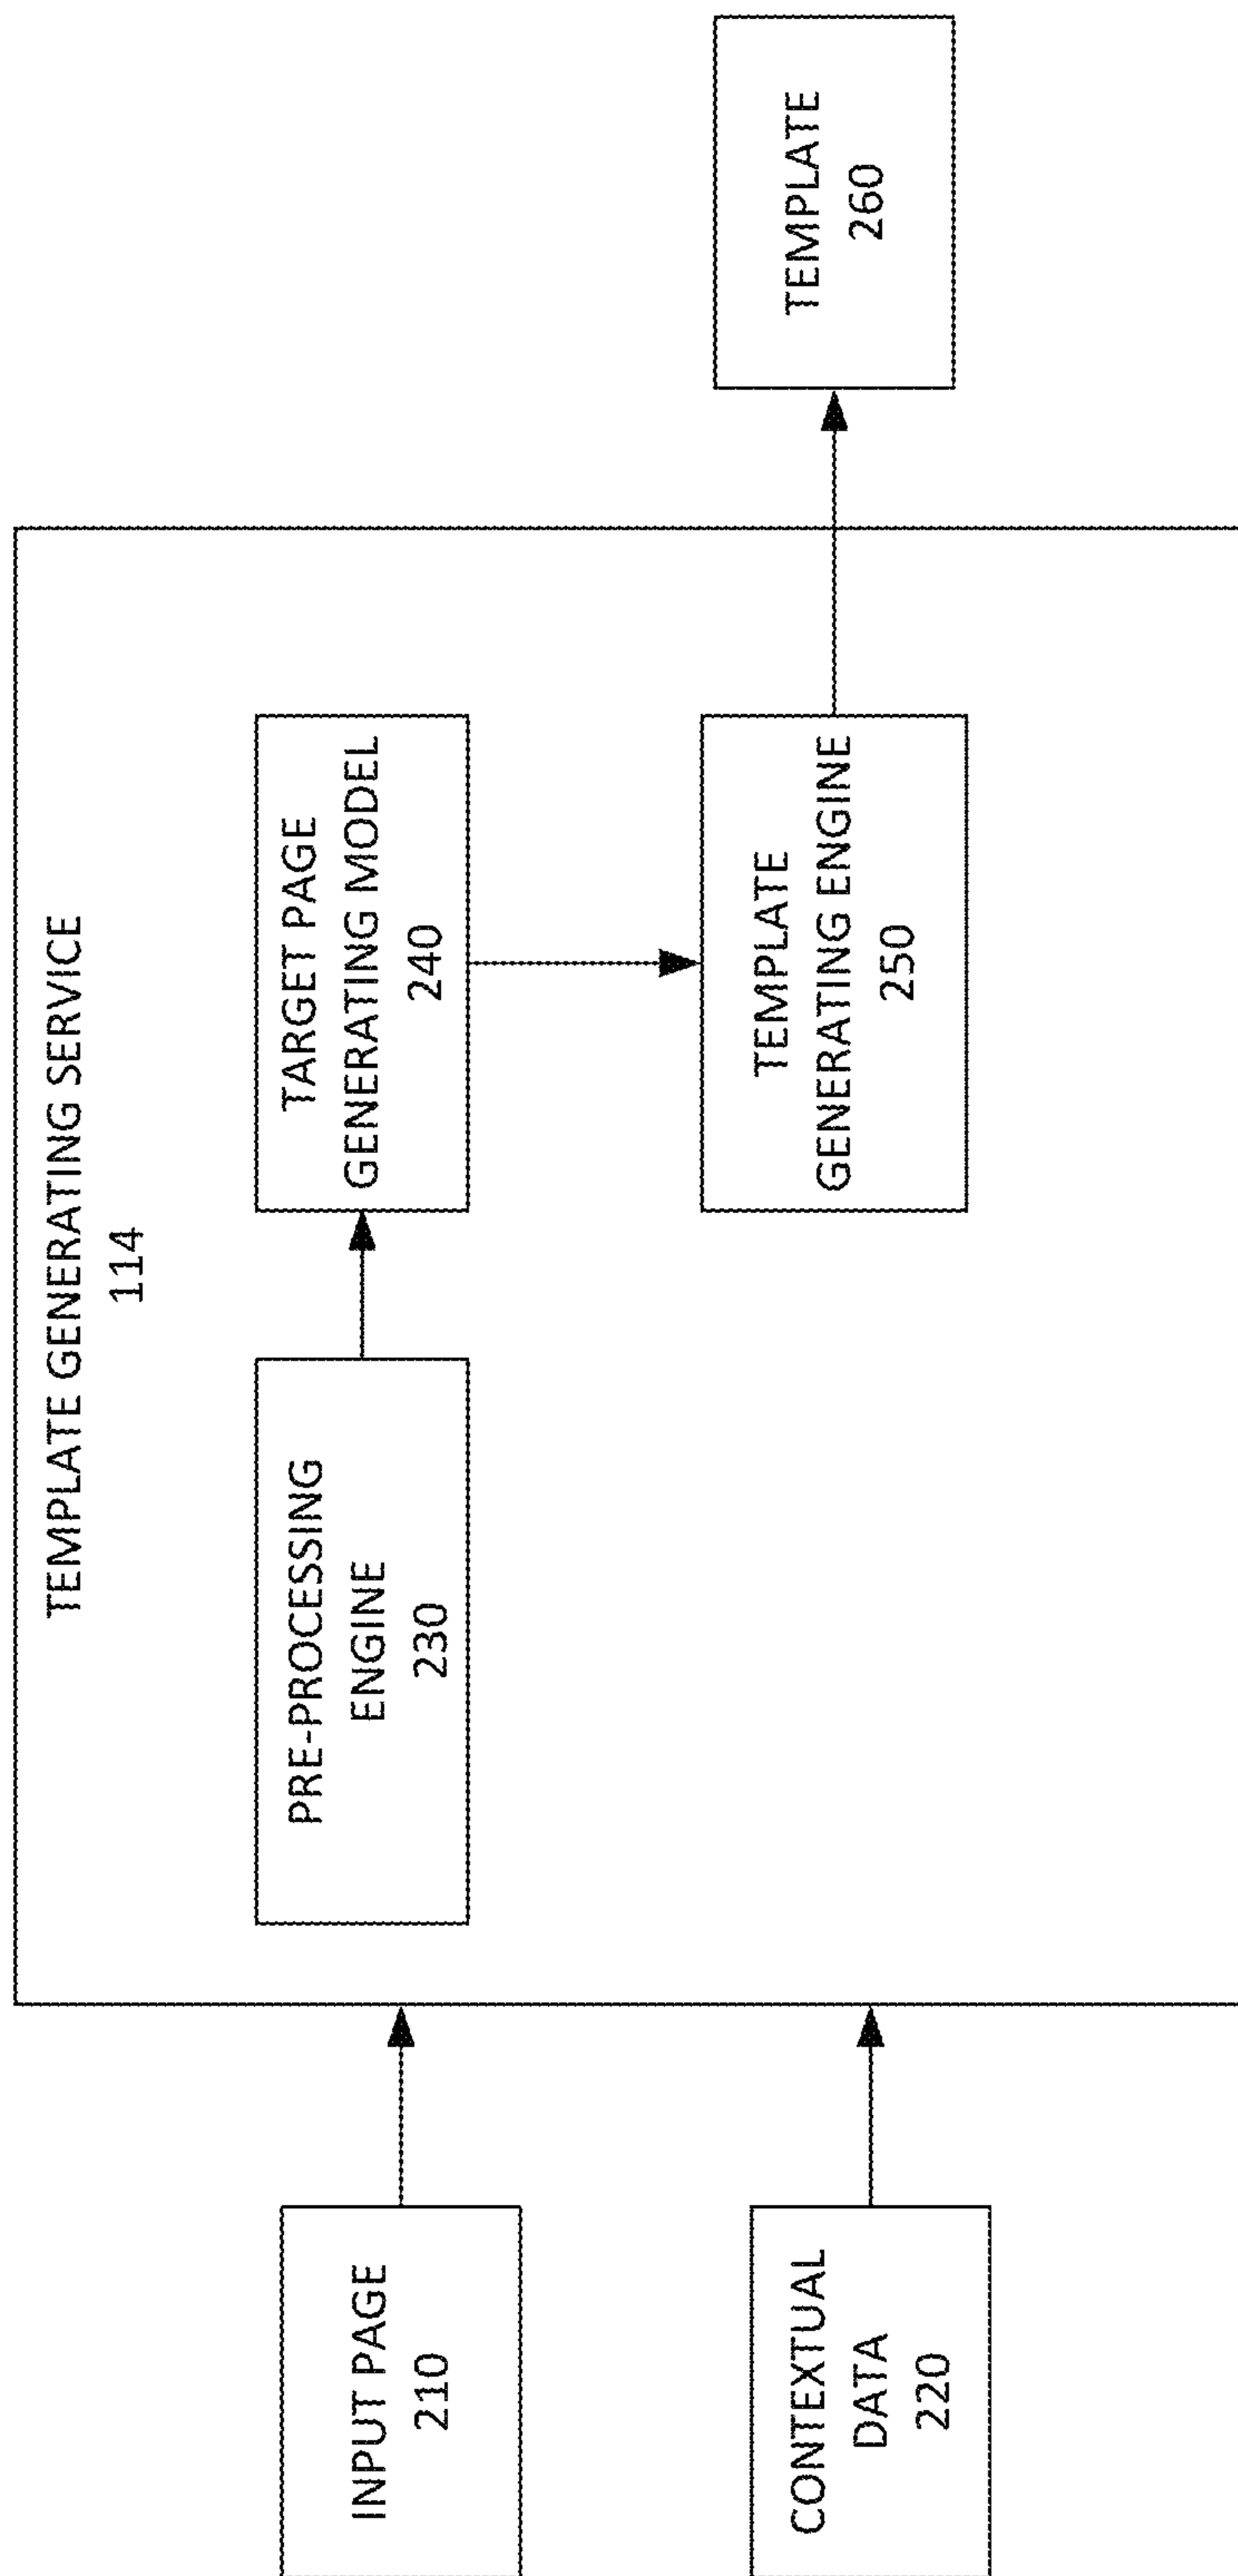 TEMPLATE GENERATING SERVICE
114
INPUT PAGE
210
CONTEXTUAL
DATA
220
PRE-PROCESSING
ENGINE
230
TARGET PAGE
GENERATING MODEL
240
TEMPLATE
GENERATING ENGINE
250
TEMPLATE
260